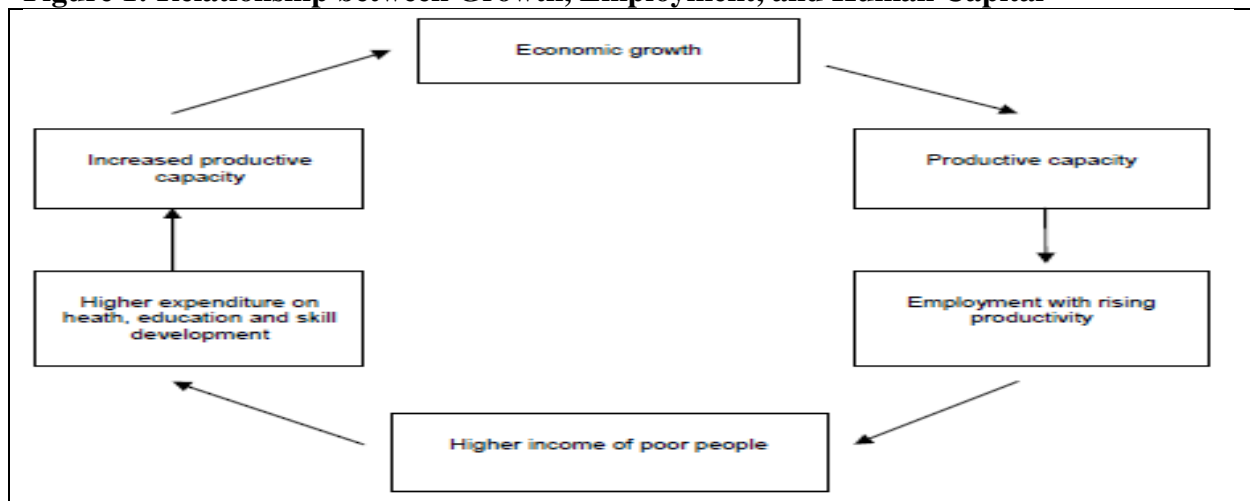 Figure 1: Relationship between Growth, Employment, and Human Capital
Economic growth
Increased productive
capacity
Productive capacity
Higher expenditure on
heath, education and skill
development
Employment with rising
productivity
Higher income of poor people